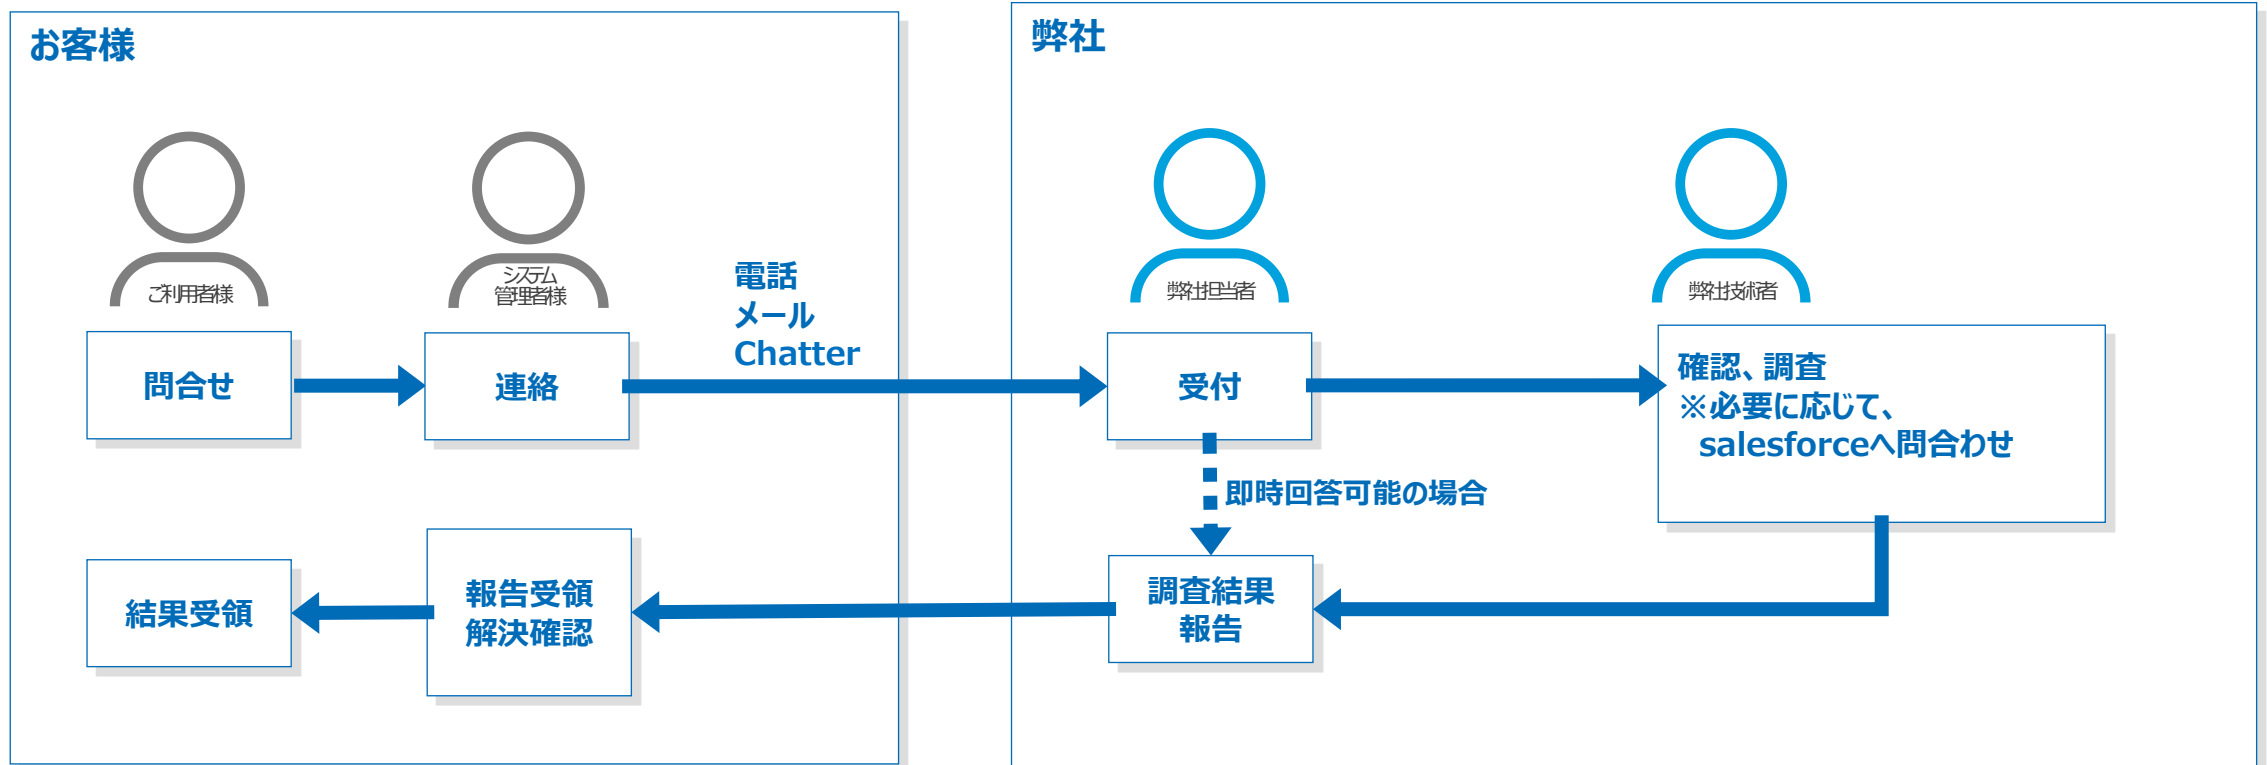 お客様
弊社
ご利用者様
システム
管理者様
電話
メール
Chatter
弊社担当者
弊社技術者
問合せ
連絡
受付
確認、調査
※必要に応じて、
salesforceへ問合わせ
即時回答可能の場合
結果受領
報告受領
解決確認
調査結果
報告